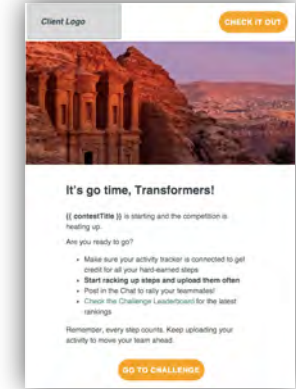 Client Logo
CHECK IT OUT
It's go time, Transformers!
{{ contestTitle }} is starting and the competition is
heating up.
Are you ready to go?
• Make sure your activity tracker is connected to get
credit for all your hard-earned steps
• Start racking up steps and upload them often
• Post in the Chat to rally your teammates!
• Check the Challenge Leaderboard for the latest
rankings
Remember, every step counts. Keep uploading your
activity to move your team ahead.
GO TO CHALLENGE